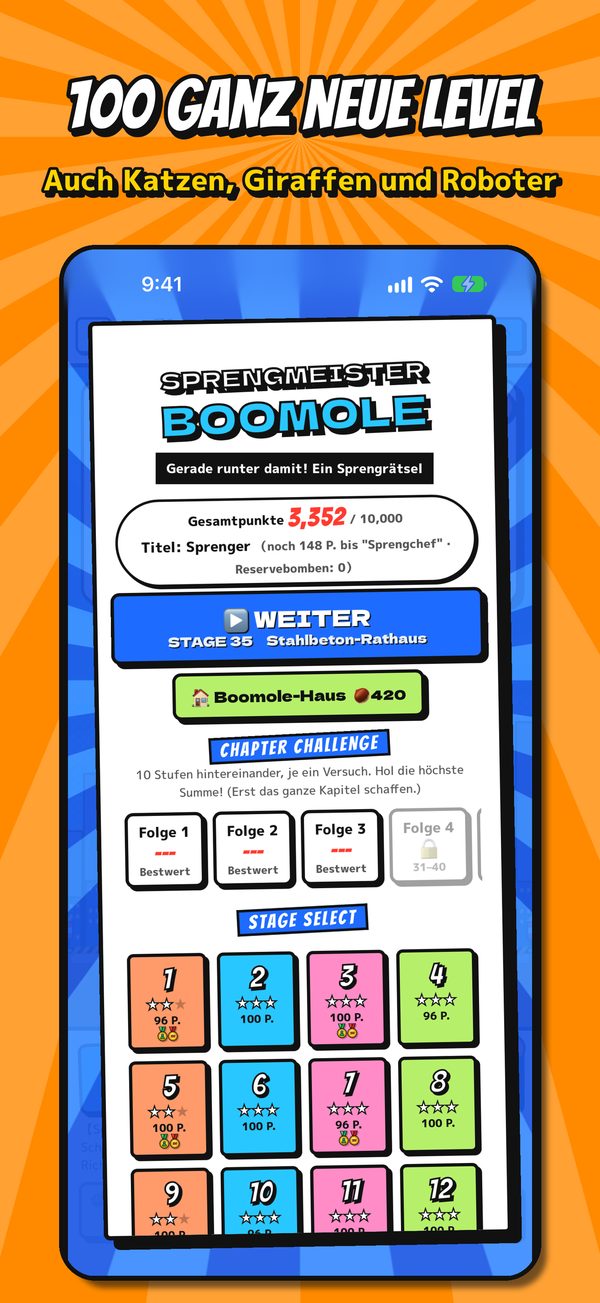 100 GANZ NEUE LEVEL
Auch Katzen, Giraffen und Roboter
9:41
SPRENGMEISTER
BOOMOLE
Gerade runter damit! Ein Sprengrätsel
Gesamtpunkte 3,352 / 10,000
Titel: Sprenger (noch 148 P. bis "Sprengchef" ·
Reservebomben: 0)
WEITER
STAGE 35 Stahlbeton-Rathaus
Boomole-Haus 420
CHAPTER CHALLENGE
10 Stufen hintereinander, je ein Versuch. Hol die höchste
Summe! (Erst das ganze Kapitel schaffen.)
Folge 1 Folge 2 Folge 3 Folge 4
--- --- ---
Bestwert Bestwert Bestwert 31–40
STAGE SELECT
1 2 3 4
96 P. 100 P. 100 P. 96 P.
5 6 7 8
100 P. 100 P. 96 P. 100 P.
9 10 11 12
100 P. 96 P. 100 P. 100 P.